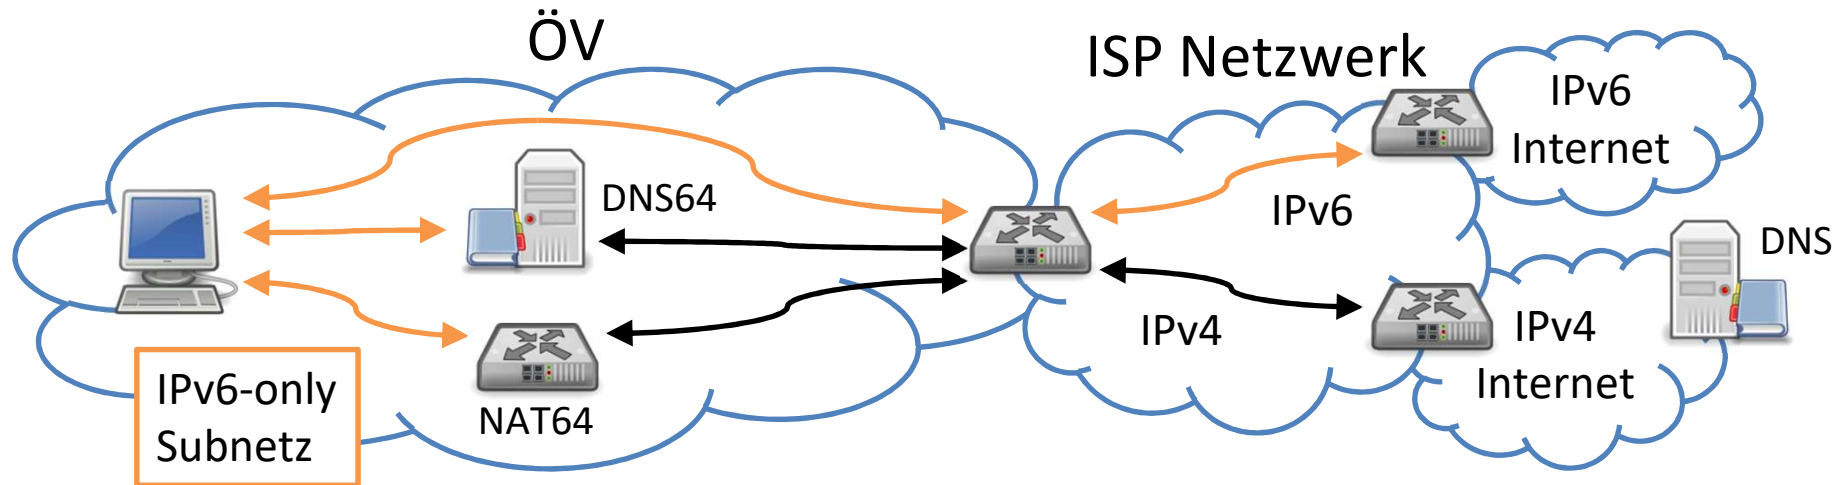 ÖV
ISP Netzwerk
IPv6
Internet
DNS64
IPv6
DNS
IPv4
IPv4
Internet
IPv6-only
Subnetz
NAT64